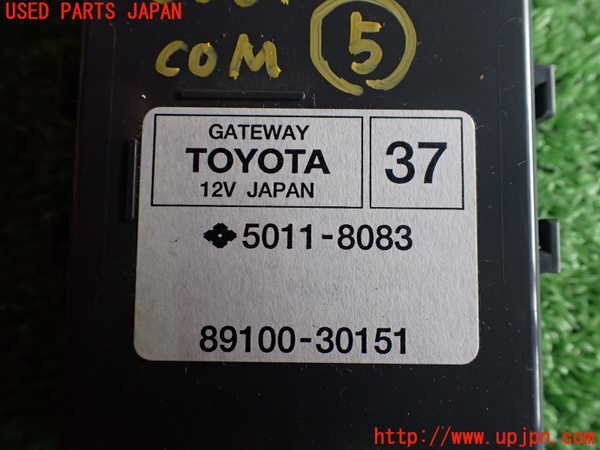 USED PARTS JAPAN
COM 5
GATEWAY
TOYOTA
12V JAPAN
37
5011-8083
89100-30151
http://www.upjpn.com/